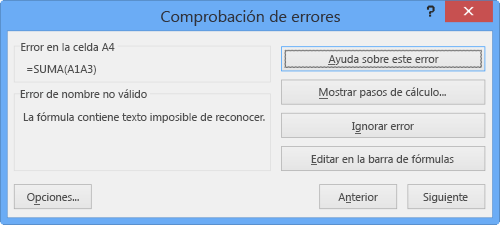 Comprobación de errores
?
Error en la celda A4
=SUMA(A1A3)
Error de nombre no válido
La fórmula contiene texto imposible de reconocer.
Ayuda sobre este error
Mostrar pasos de cálculo...
Ignorar error
Editar en la barra de fórmulas
Opciones...
Anterior
Siguiente